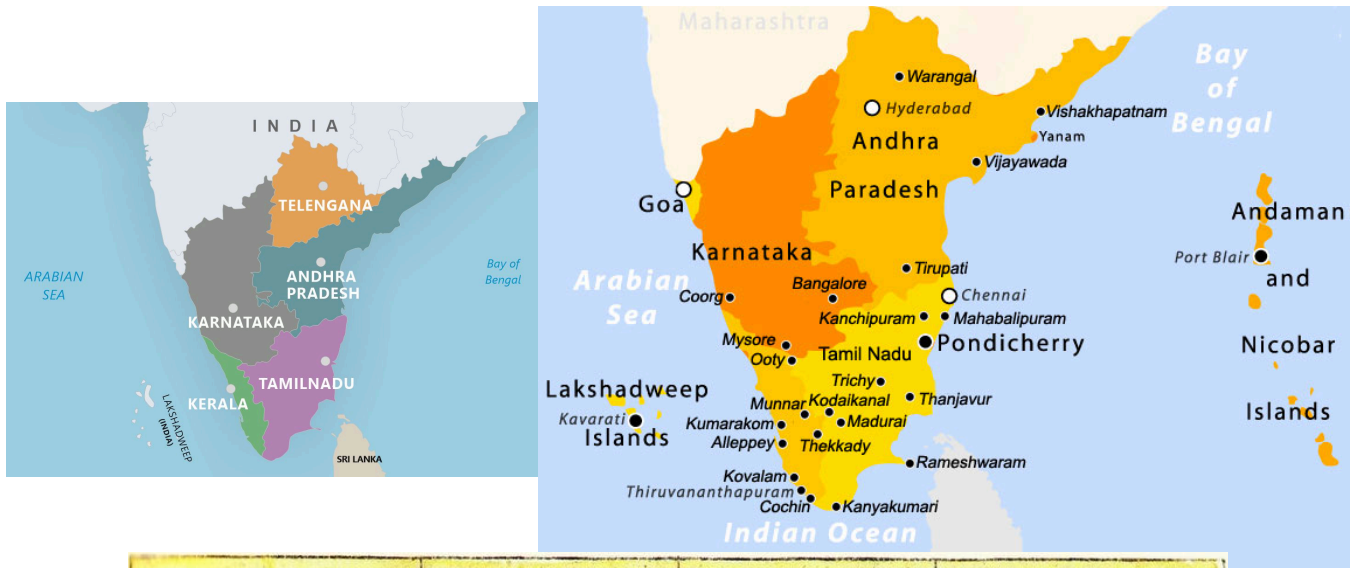 INDIA
TELENGANA
ARABIAN
SEA
Bay of
Bengal
ANDHRA
PRADESH
KARNATAKA
TAMILNADU
KERALA
LAKSHADWEEP
(INDIA)
SRI LANKA
Maharashtra
Bay
of
Bengal
Warangal
Hyderabad
Vishakhapatnam
Andhra
Yanam
Vijayawada
Paradesh
Goa
Andaman
Karnataka
Port Blair
Tirupati
and
Arabian
Sea
Bangalore
Coorg
Chennai
Kanchipuram
Mahabalipuram
Mysore
Pondicherry
Nicobar
Ooty
Tamil Nadu
Trichy
Lakshadweep
Kodaikanal
Thanjavur
Munnar
Islands
Kavarati
Kumarakom
Madurai
Islands
Alleppey
Thekkady
Rameshwaram
Kovalam
Thiruvananthapuram
Cochin
Kanyakumari
Indian Ocean